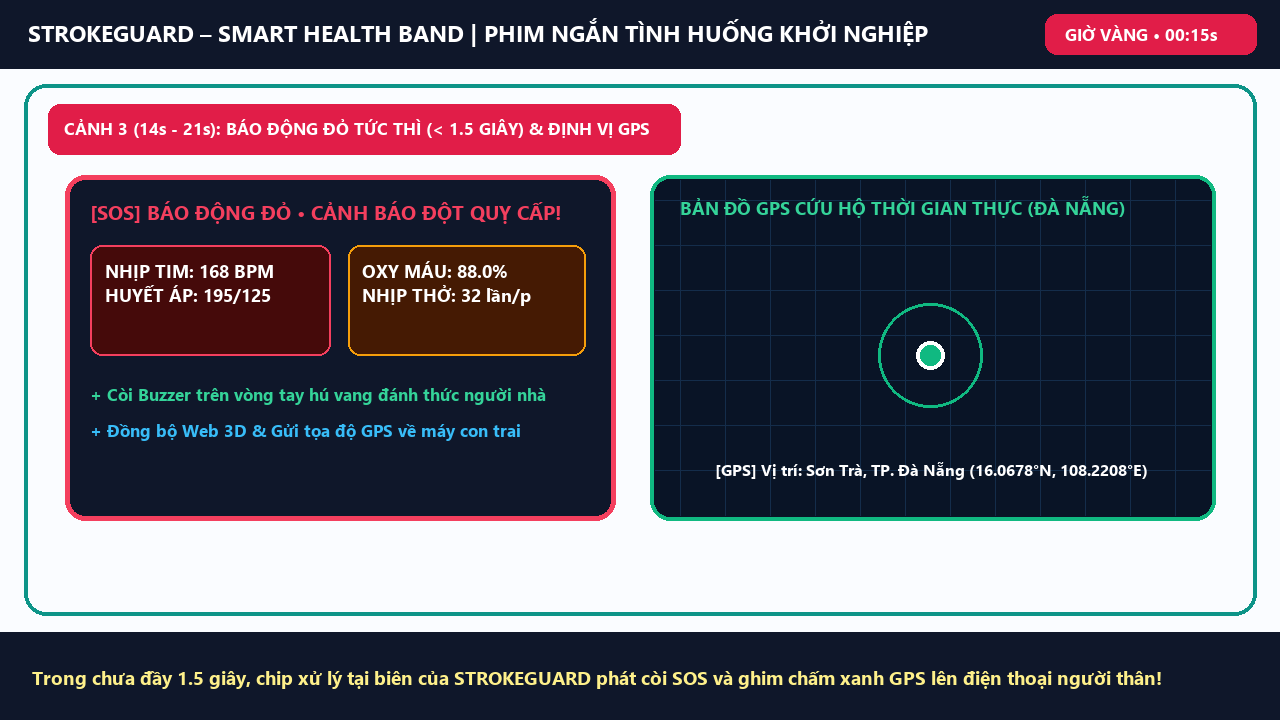 STROKEGUARD – SMART HEALTH BAND | PHIM NGẮN TÌNH HUỐNG KHỞI NGHIỆP
GIỜ VÀNG • 00:15s
CẢNH 3 (14s - 21s): BÁO ĐỘNG ĐỎ TỨC THÌ (< 1.5 GIÂY) & ĐỊNH VỊ GPS
[SOS] BÁO ĐỘNG ĐỎ • CẢNH BÁO ĐỘT QUỴ CẤP!
NHỊP TIM: 168 BPM
HUYẾT ÁP: 195/125
OXY MÁU: 88.0%
NHỊP THỞ: 32 lần/p
+ Còi Buzzer trên vòng tay hú vang đánh thức người nhà
+ Đồng bộ Web 3D & Gửi tọa độ GPS về máy con trai
BẢN ĐỒ GPS CỨU HỘ THỜI GIAN THỰC (ĐÀ NẴNG)
[GPS] Vị trí: Sơn Trà, TP. Đà Nẵng (16.0678°N, 108.2208°E)
Trong chưa đầy 1.5 giây, chip xử lý tại biên của STROKEGUARD phát còi SOS và ghim chấm xanh GPS lên điện thoại người thân!